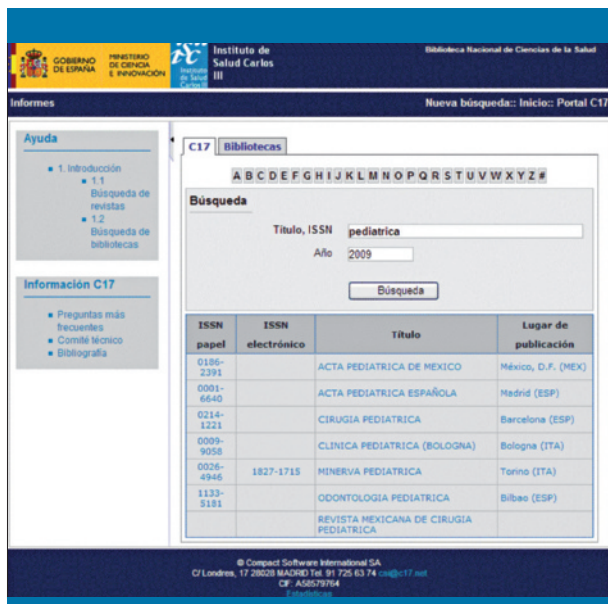 GOBIERNO
DE ESPAÑA
MINISTERIO
DE CIENCIA
E INNOVACIÓN
Instituto
de Salud
Carlos III
Instituto de
Salud Carlos
III
Biblioteca Nacional de Ciencias de la Salud
Informes
Nueva búsqueda:: Inicio:: Portal C17
Ayuda
1. Introducción
1.1
Búsqueda de
revistas
1.2
Búsqueda de
bibliotecas
Información C17
Preguntas más
frecuentes
Comité técnico
Bibliografía
C17 Bibliotecas
A B C D E F G H I J K L M N O P Q R S T U V W X Y Z #
Búsqueda
Título, ISSN pediatrica
Año 2009
Búsqueda
ISSN papel ISSN electrónico Título Lugar de publicación
0186-2391 ACTA PEDIATRICA DE MEXICO México, D.F. (MEX)
0001-6640 ACTA PEDIATRICA ESPAÑOLA Madrid (ESP)
0214-1221 CIRUGIA PEDIATRICA Barcelona (ESP)
0009-9058 CLINICA PEDIATRICA (BOLOGNA) Bologna (ITA)
0026-4946 1827-1715 MINERVA PEDIATRICA Torino (ITA)
1133-5181 ODONTOLOGIA PEDIATRICA Bilbao (ESP)
REVISTA MEXICANA DE CIRUGIA
PEDIATRICA
© Compact Software International SA
C/ Londres, 17 28028 MADRID Tel. 91 725 63 74 csi@c17.net
CIF: A58579764
Estadísticas